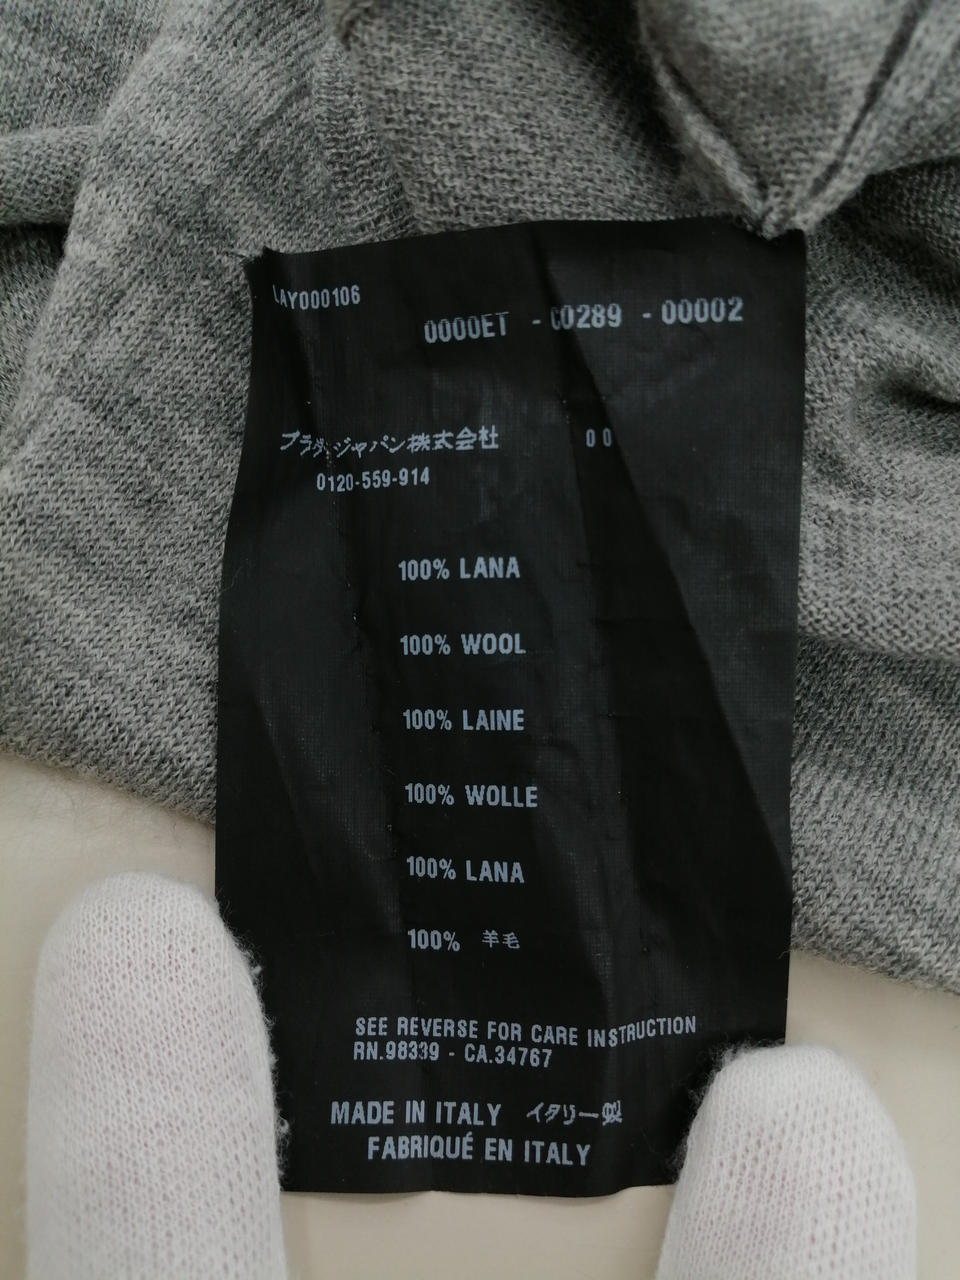 LAY000106
0000ET - C0289 - 00002
プラダジャパン株式会社 00
0120-559-914
100% LANA
100% WOOL
100% LAINE
100% WOLLE
100% LANA
100% 羊毛
SEE REVERSE FOR CARE INSTRUCTION
RN.98339 - CA.34767
MADE IN ITALY イタリー製
FABRIQUÉ EN ITALY